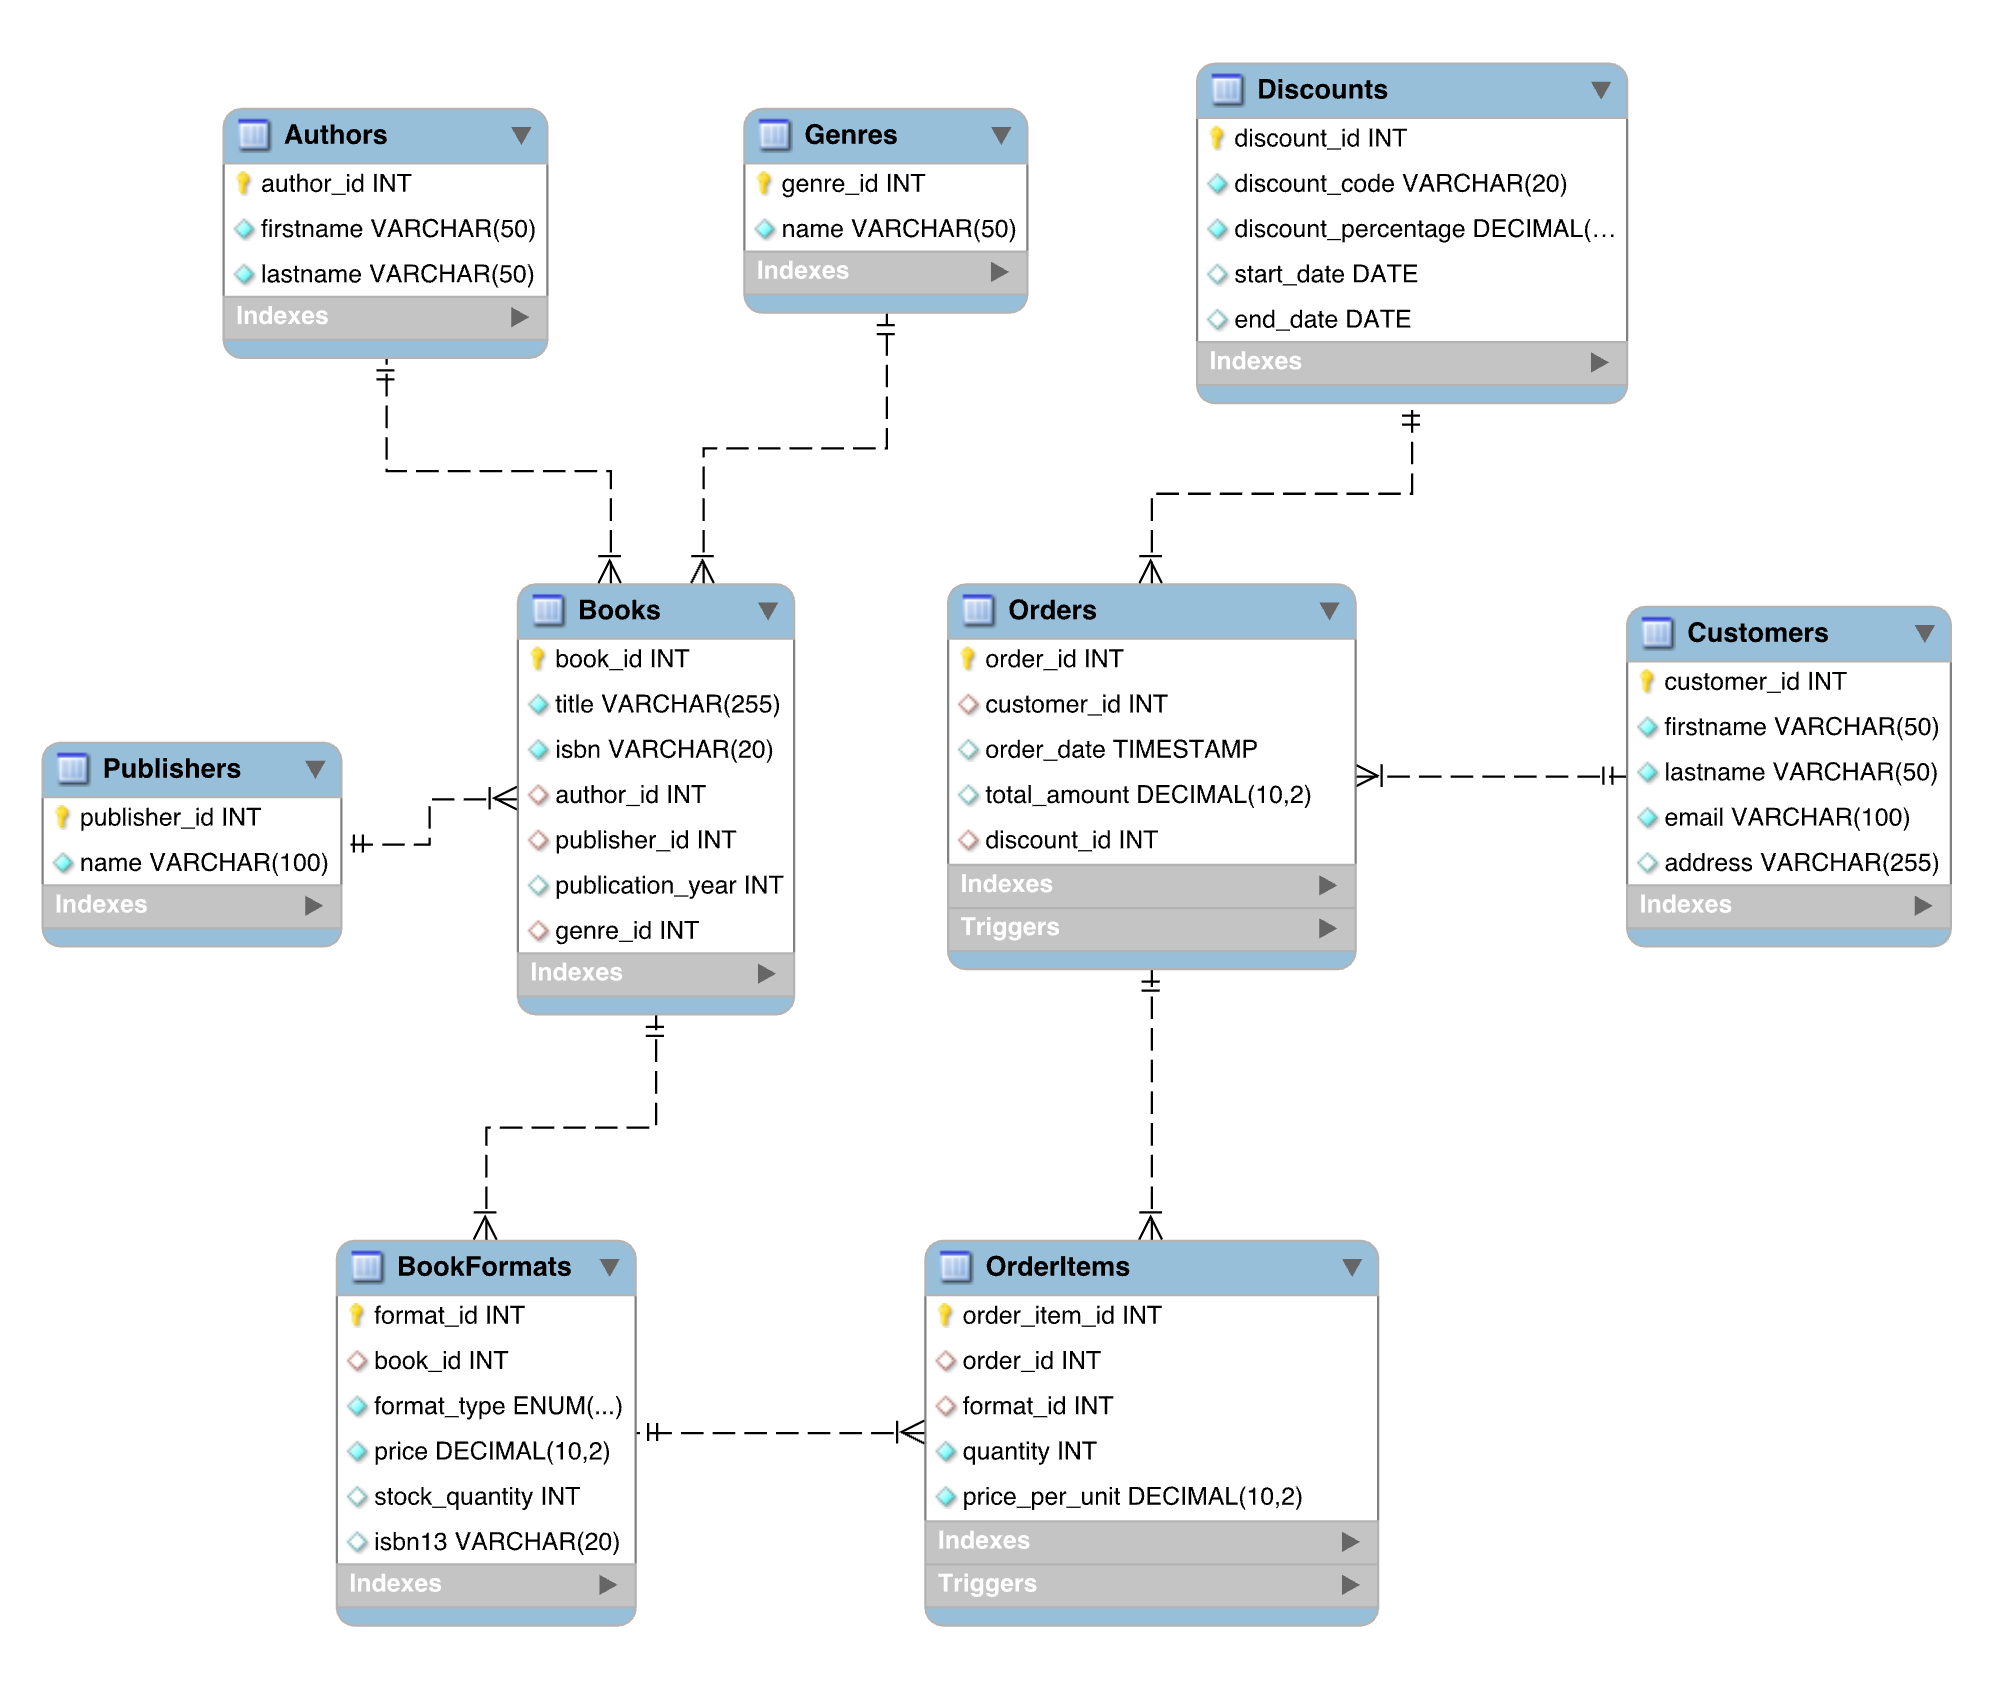 Discounts
discount_id INT
discount_code VARCHAR(20)
discount_percentage DECIMAL(...
start_date DATE
end_date DATE
Indexes
Authors
author_id INT
firstname VARCHAR(50)
lastname VARCHAR(50)
Indexes
Genres
genre_id INT
name VARCHAR(50)
Indexes
Books
book_id INT
title VARCHAR(255)
isbn VARCHAR(20)
author_id INT
publisher_id INT
publication_year INT
genre_id INT
Indexes
Orders
order_id INT
customer_id INT
order_date TIMESTAMP
total_amount DECIMAL(10,2)
discount_id INT
Indexes
Triggers
Customers
customer_id INT
firstname VARCHAR(50)
lastname VARCHAR(50)
email VARCHAR(100)
address VARCHAR(255)
Indexes
Publishers
publisher_id INT
name VARCHAR(100)
Indexes
BookFormats
format_id INT
book_id INT
format_type ENUM(...)
price DECIMAL(10,2)
stock_quantity INT
isbn13 VARCHAR(20)
Indexes
OrderItems
order_item_id INT
order_id INT
format_id INT
quantity INT
price_per_unit DECIMAL(10,2)
Indexes
Triggers